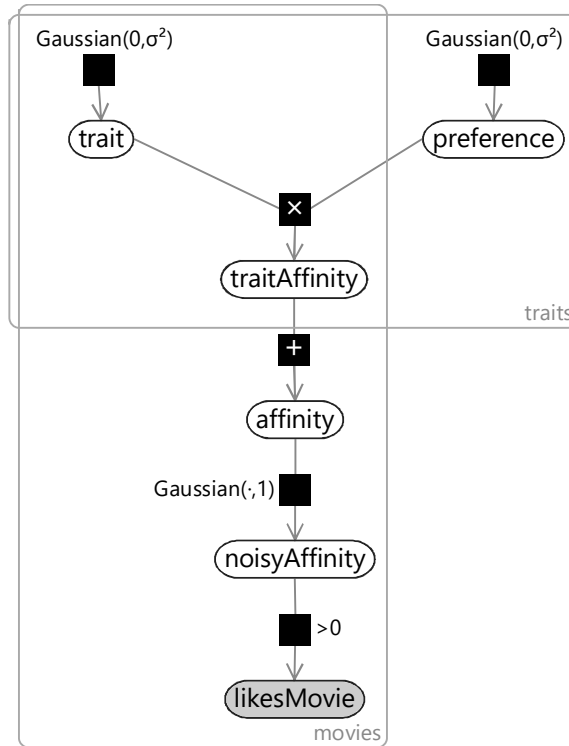 Gaussian(0,σ²)
Gaussian(0,σ²)
trait
preference
×
traitAffinity
traits
+
affinity
Gaussian(·,1)
noisyAffinity
>0
likesMovie
movies